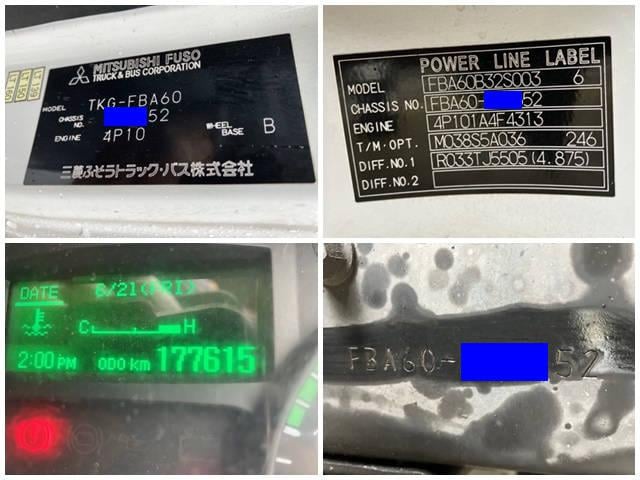 MITSUBISHI FUSO
TRUCK & BUS CORPORATION
MODEL TKG-FBA60
CHASSIS NO. 52
ENGINE 4P10 WHEEL BASE B
三菱ふそうトラック・バス株式会社
POWER LINE LABEL
MODEL FBA60B32S003 6
CHASSIS NO. FBA60- 52
ENGINE 4P101A4F4313
T/M·OPT. M038S5A036 246
DIFF.NO.1 R033TJ5505(4.875)
DIFF.NO.2
DATE 6/21(FRI)
C H
2:00 PM ODO km 177615
FBA60- 52